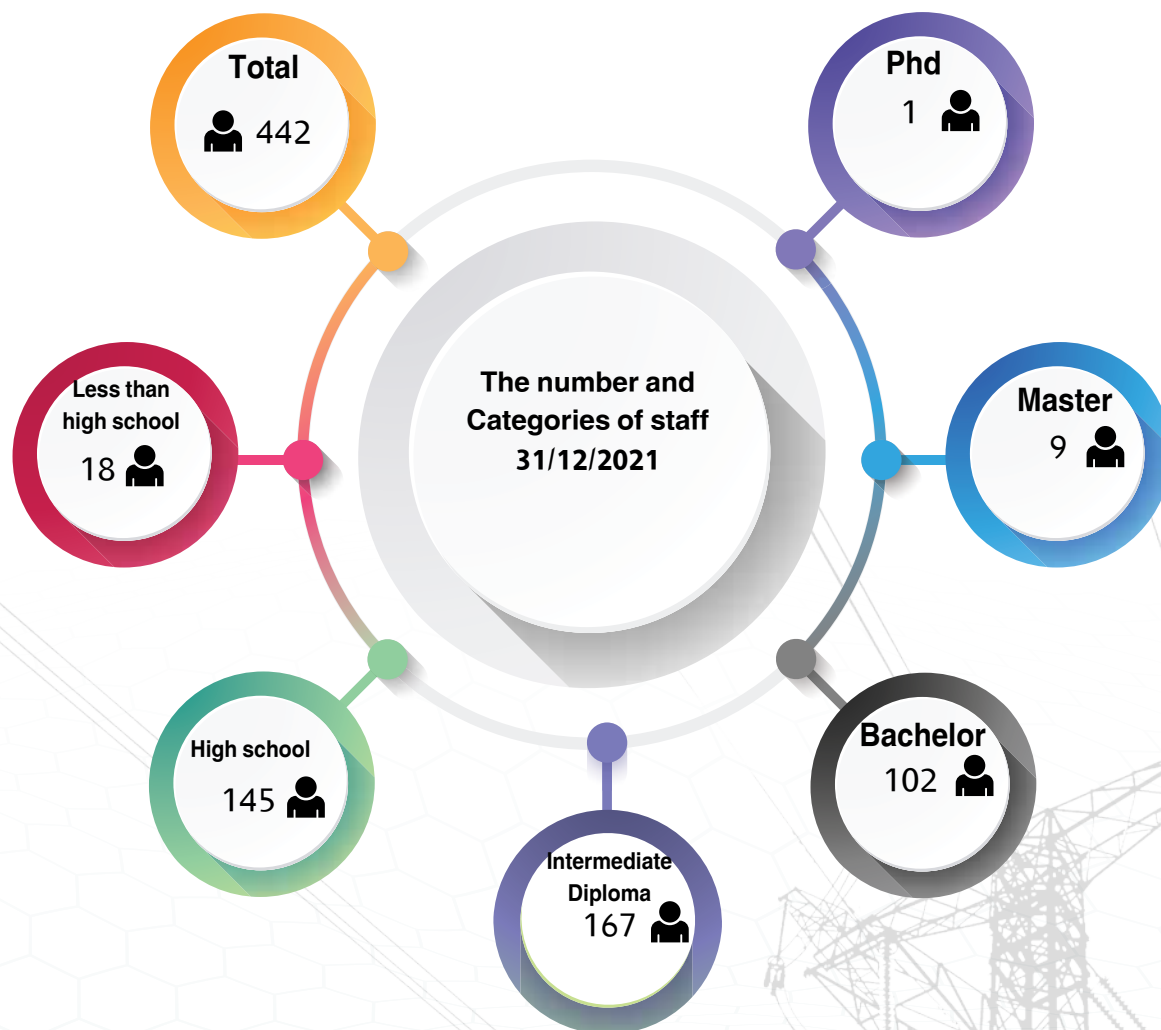 Total
442
Phd
1
The number and
Categories of staff
31/12/2021
Less than
high school
18
Master
9
High school
145
Bachelor
102
Intermediate
Diploma
167